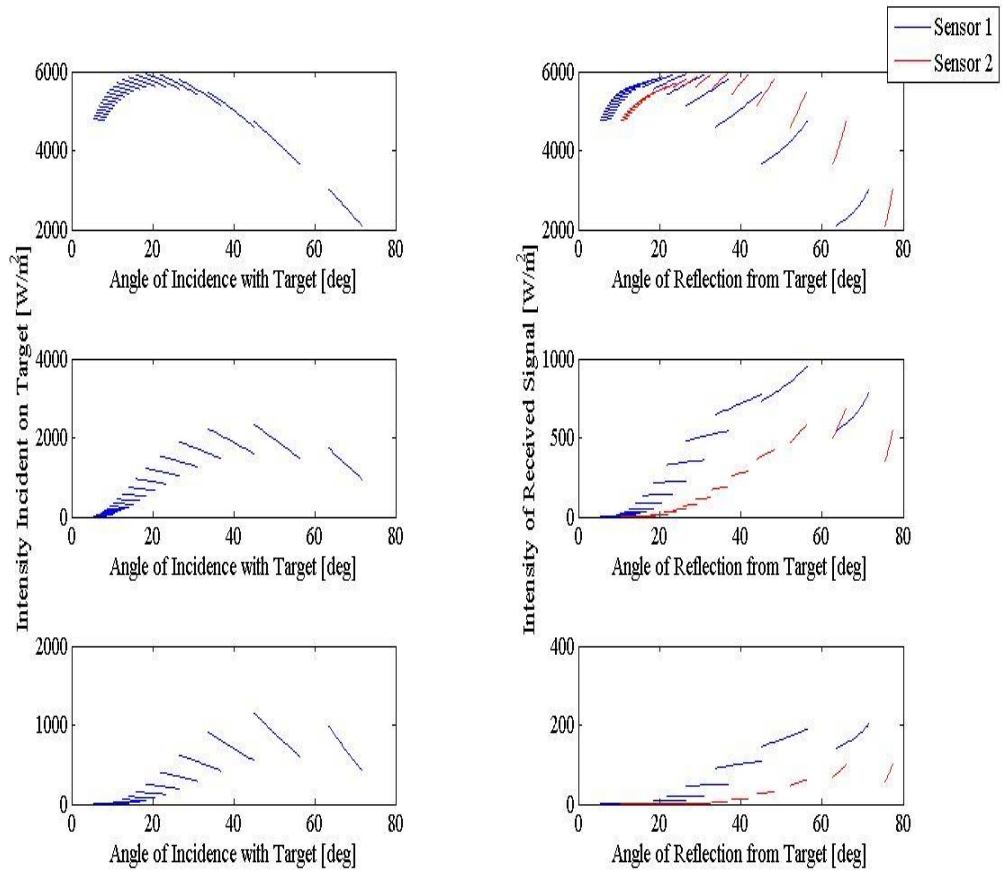 Sensor 1
Sensor 2
6000
4000
2000
0 20 40 60 80
Angle of Incidence with Target [deg]
6000
4000
2000
0 20 40 60 80
Angle of Reflection from Target [deg]
Intensity Incident on Target [W/m²]
Intensity of Received Signal [W/m²]
4000
2000
0
0 20 40 60 80
Angle of Incidence with Target [deg]
1000
500
0
0 20 40 60 80
Angle of Reflection from Target [deg]
2000
1000
0
0 20 40 60 80
Angle of Incidence with Target [deg]
400
200
0
0 20 40 60 80
Angle of Reflection from Target [deg]